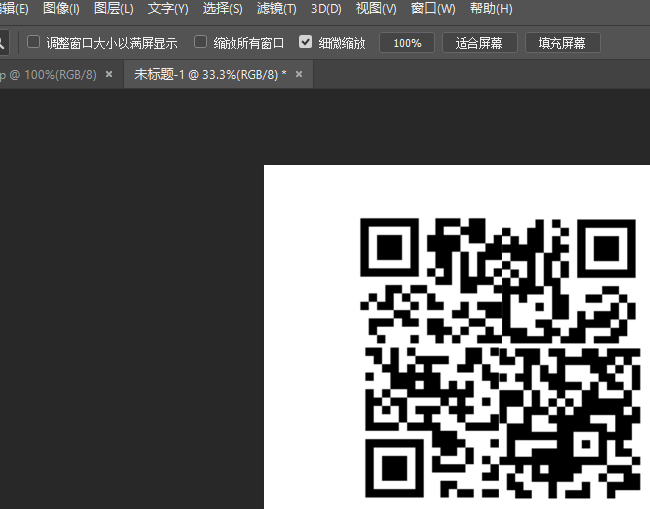 辑(E) 图像(I) 图层(L) 文字(Y) 选择(S) 滤镜(T) 3D(D) 视图(V) 窗口(W) 帮助(H)
调整窗口大小以满屏显示 缩放所有窗口 细微缩放 100% 适合屏幕 填充屏幕
p @ 100%(RGB/8) × 未标题-1 @ 33.3%(RGB/8) * ×